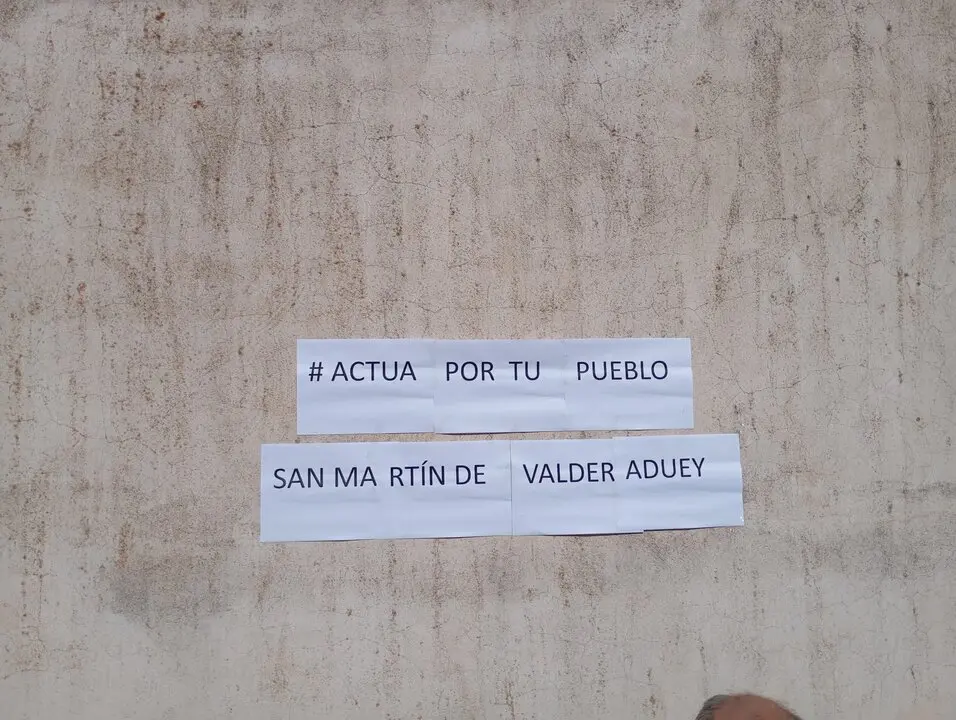 # ACTUA POR TU PUEBLO
SAN MA RTÍN DE VALDER ADUEY